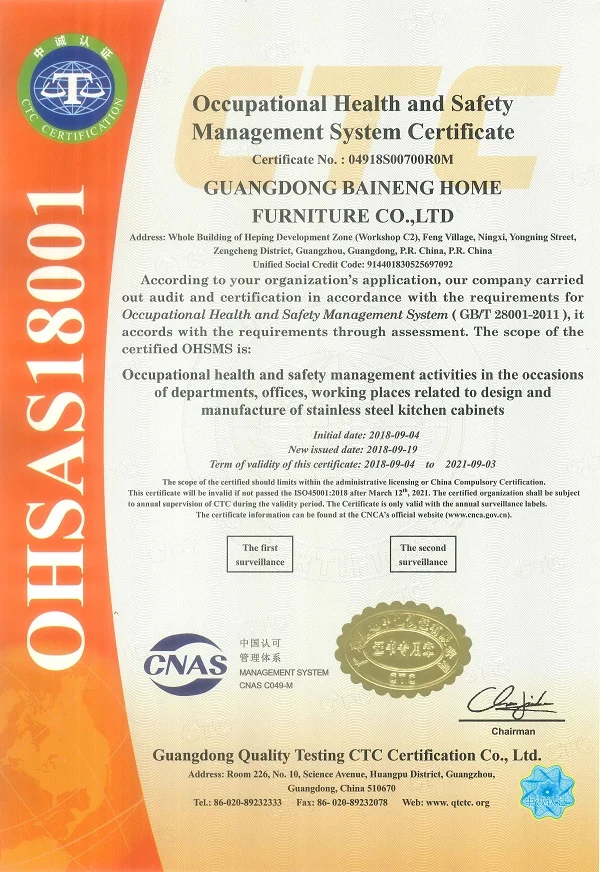 中诚认证
CTC CERTIFICATION
OHSAS18001
CTC
Occupational Health and Safety
Management System Certificate
Certificate No. : 04918S00700R0M
GUANGDONG BAINENG HOME
FURNITURE CO.,LTD
Address: Whole Building of Heping Development Zone (Workshop C2), Feng Village, Ningxi, Yongning Street,
Zengcheng District, Guangzhou, Guangdong, P.R. China, P.R. China
Unified Social Credit Code: 914401830525697092
According to your organization's application, our company carried
out audit and certification in accordance with the requirements for
Occupational Health and Safety Management System ( GB/T 28001-2011 ), it
accords with the requirements through assessment. The scope of the
certified OHSMS is:
Occupational health and safety management activities in the occasions
of departments, offices, working places related to design and
manufacture of stainless steel kitchen cabinets
Initial date: 2018-09-04
New issued date: 2018-09-19
Term of validity of this certificate: 2018-09-04 to 2021-09-03
The scope of the certified should limits within the administrative licensing or China Compulsory Certification.
This certificate will be invalid if not passed the ISO45001:2018 after March 12th, 2021. The certified organization shall be subject
to annual supervision of CTC during the validity period. The Certificate is only valid with the annual surveillance labels.
The certificate information can be found at the CNCA's official website (www.cnca.gov.cn).
The first
surveillance
The second
surveillance
CNAS
中国认可
管理体系
MANAGEMENT SYSTEM
CNAS C049-M
证书专用章
CTC
Chairman
Guangdong Quality Testing CTC Certification Co., Ltd.
Address: Room 226, No. 10, Science Avenue, Huangpu District, Guangzhou,
Guangdong, China 510670
Tel.: 86-020-89232333 Fax: 86- 020-89232078 Web: www. qtctc. org